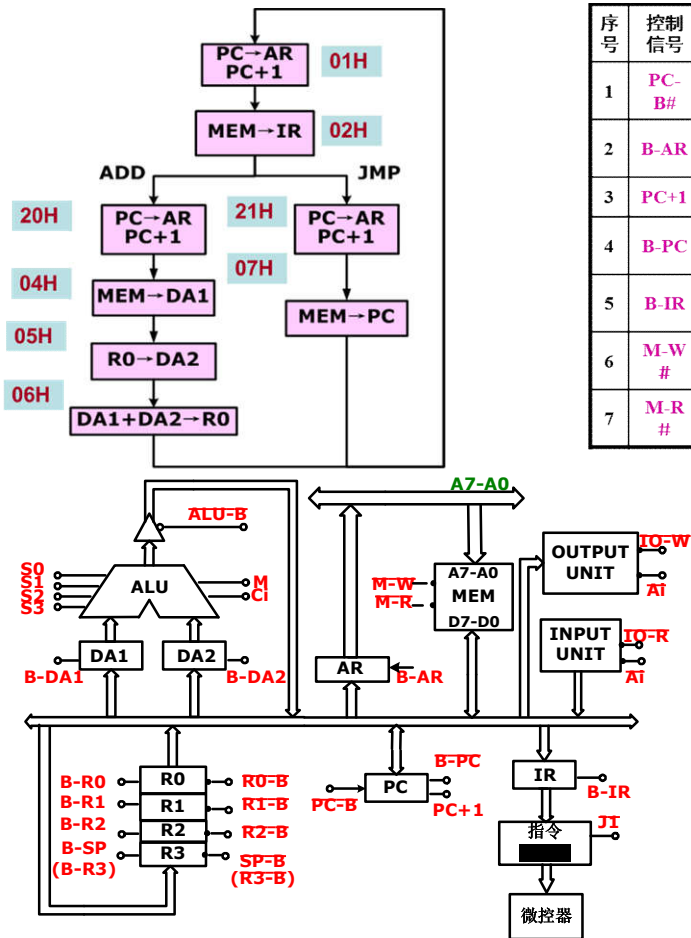 PC→AR
PC+1
01H
MEM→IR
02H
ADD
JMP
20H
PC→AR
PC+1
21H
PC→AR
PC+1
04H
MEM→DA1
07H
MEM→PC
05H
R0→DA2
06H
DA1+DA2→R0
序号 控制信号
1 PC-B#
2 B-AR
3 PC+1
4 B-PC
5 B-IR
6 M-W#
7 M-R#
A7-A0
ALU-B
S0
S1
S2
S3
ALU
M
Ci
M-W
M-R
A7-A0
MEM
D7-D0
OUTPUT
UNIT
IO-W
Ai
INPUT
UNIT
IO-R
Ai
DA1
DA2
B-DA1
B-DA2
AR
B-AR
B-R0
R0
R0-B
B-R1
R1
R1-B
B-R2
R2
R2-B
B-SP
(B-R3)
R3
SP-B
(R3-B)
PC-B
PC
B-PC
PC+1
IR
B-IR
指令
J1
微控器